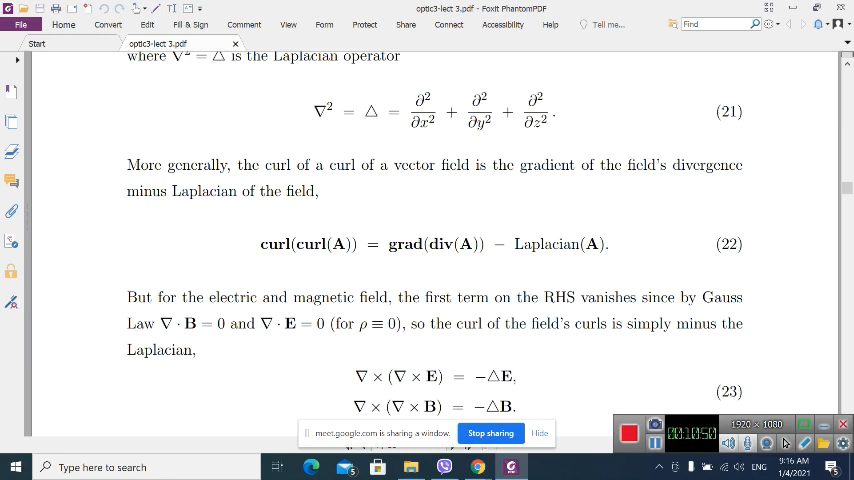 optic3-lect 3.pdf - Foxit PhantomPDF
File Home Convert Edit Fill & Sign Comment View Form Protect Share Connect Accessibility Help Tell me... Find
Start optic3-lect 3.pdf
where ∇² = △ is the Laplacian operator
∇² = △ = ∂²/∂x² + ∂²/∂y² + ∂²/∂z² . (21)
More generally, the curl of a curl of a vector field is the gradient of the field's divergence
minus Laplacian of the field,
curl(curl(A)) = grad(div(A)) − Laplacian(A). (22)
But for the electric and magnetic field, the first term on the RHS vanishes since by Gauss
Law ∇ · B = 0 and ∇ · E = 0 (for ρ ≡ 0), so the curl of the field's curls is simply minus the
Laplacian,
∇ × (∇ × E) = −△E,
∇ × (∇ × B) = −△B.
(23)
meet.google.com is sharing a window. Stop sharing Hide
00:10:50 1920 × 1080
Type here to search
5
ENG
9:16 AM
1/4/2021
5